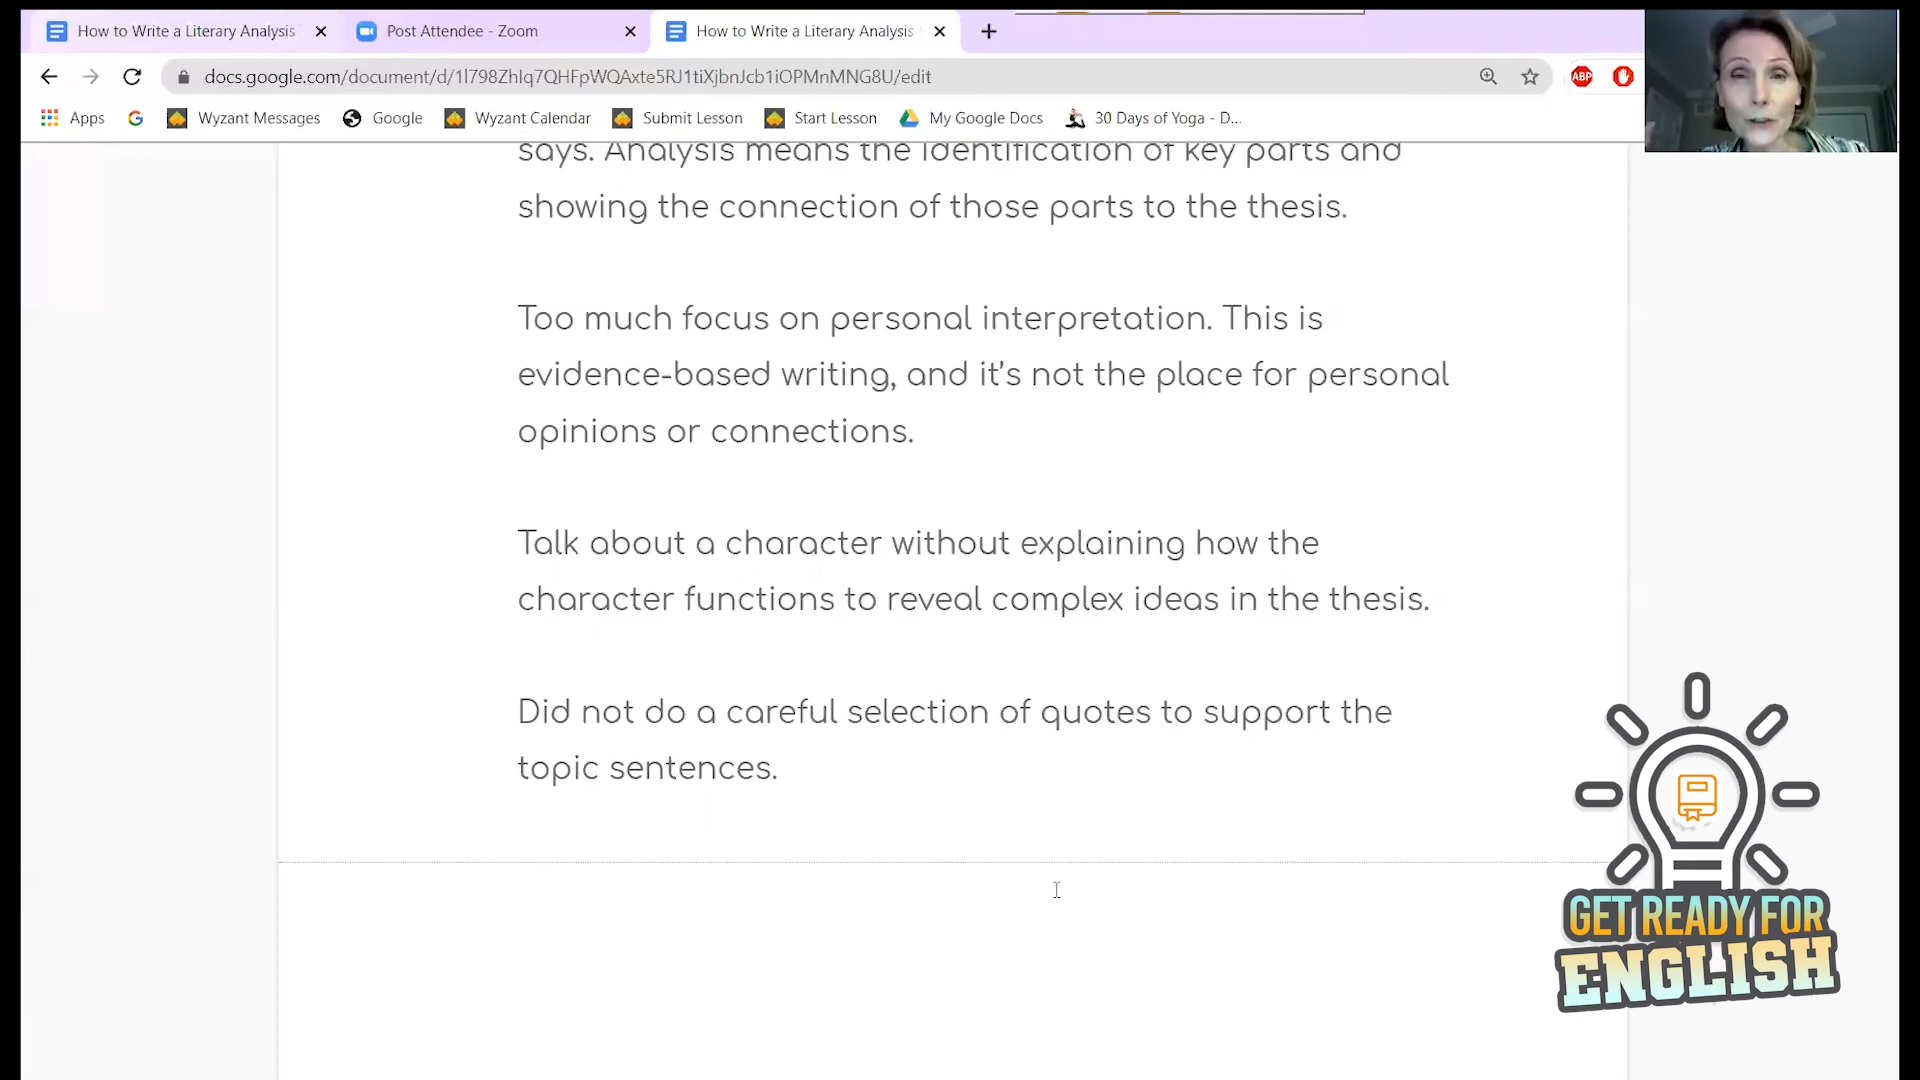 How to Write a Literary Analysis
Post Attendee - Zoom
How to Write a Literary Analysis
docs.google.com/document/d/1l798ZhIq7QHFpWQAxte5RJ1tiXjbnJcb1iOPMnMNG8U/edit
ABP
Apps
Wyzant Messages
Google
Wyzant Calendar
Submit Lesson
Start Lesson
My Google Docs
30 Days of Yoga - D...
says. Analysis means the identification of key parts and
showing the connection of those parts to the thesis.
Too much focus on personal interpretation. This is
evidence-based writing, and it's not the place for personal
opinions or connections.
Talk about a character without explaining how the
character functions to reveal complex ideas in the thesis.
Did not do a careful selection of quotes to support the
topic sentences.
GET READY FOR
ENGLISH